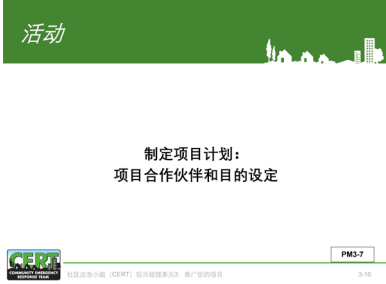 活动
制定项目计划：
项目合作伙伴和目的设定
PM3-7
CERT
COMMUNITY EMERGENCY
RESPONSE TEAM
社区应急小组（CERT）项目经理单元3：推广你的项目
3-16